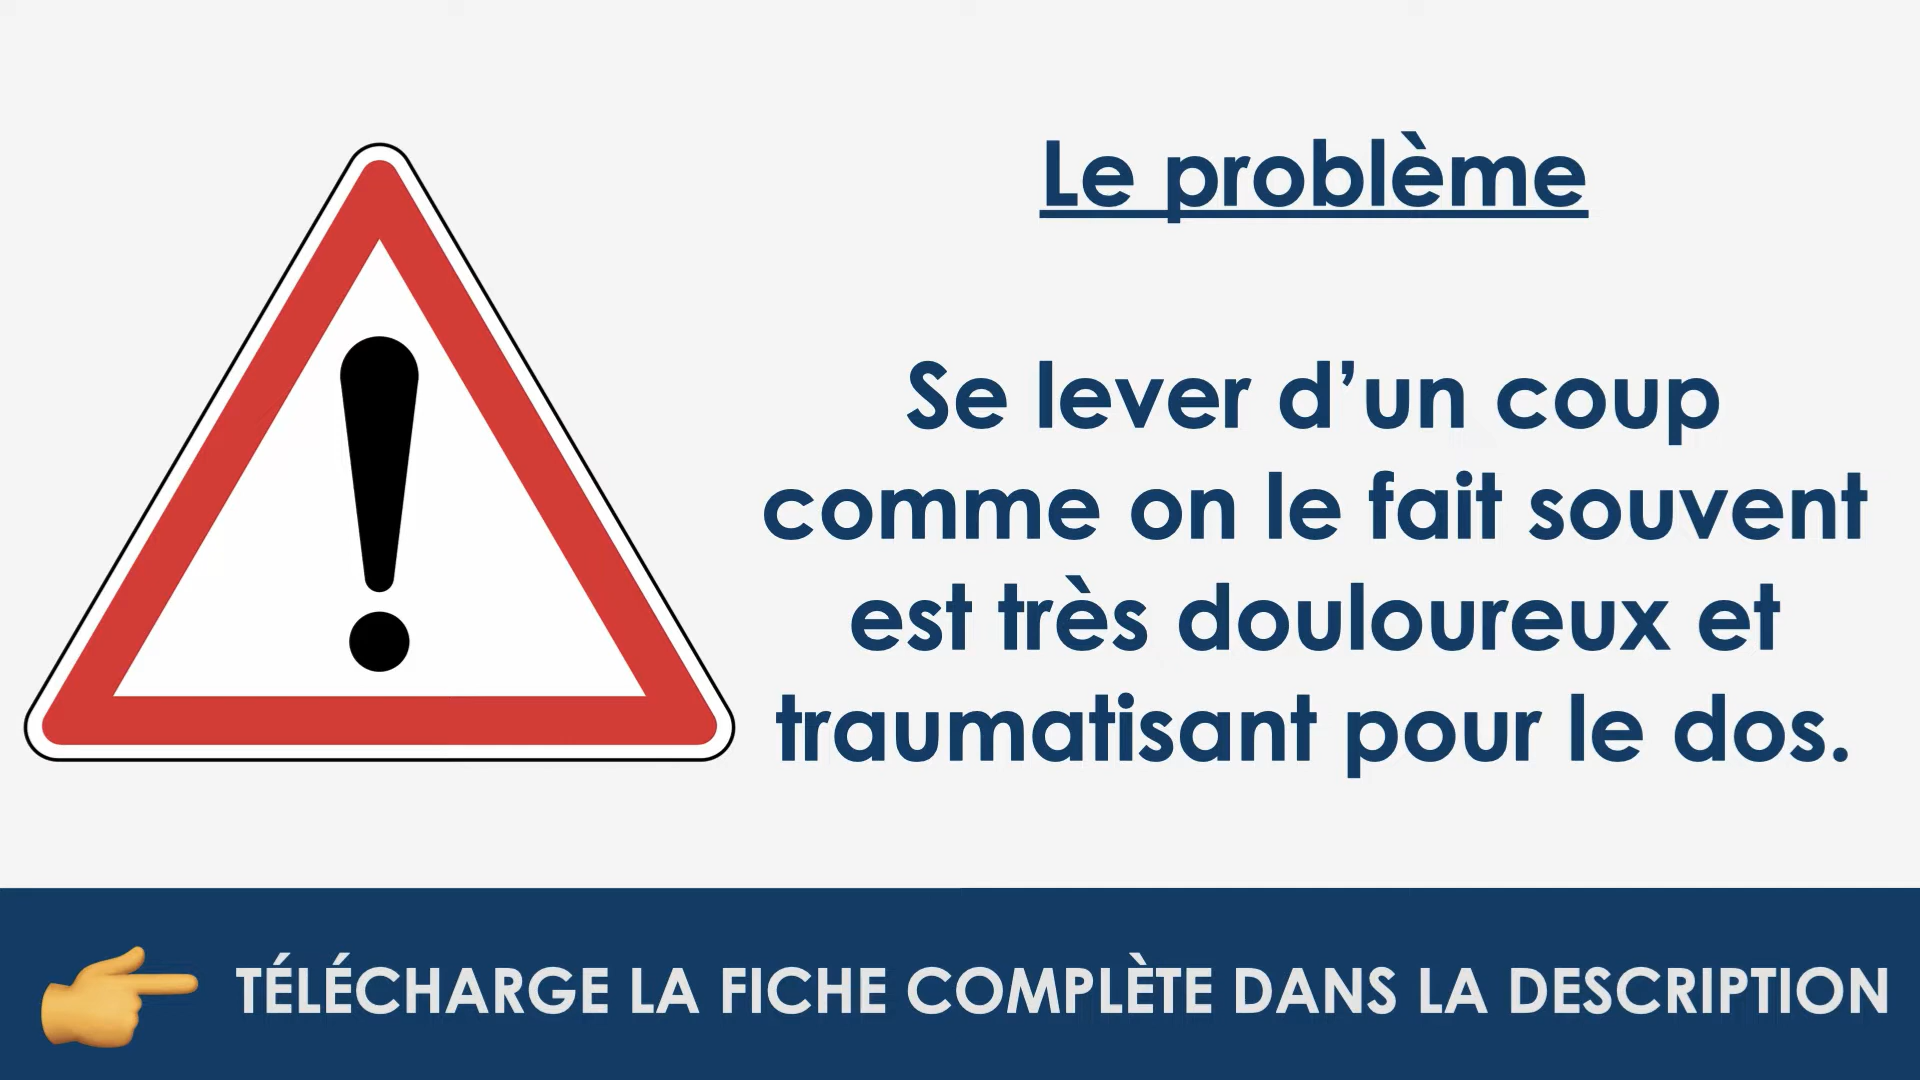 Le problème
Se lever d’un coup
comme on le fait souvent
est très douloureux et
traumatisant pour le dos.
TÉLÉCHARGE LA FICHE COMPLÈTE DANS LA DESCRIPTION